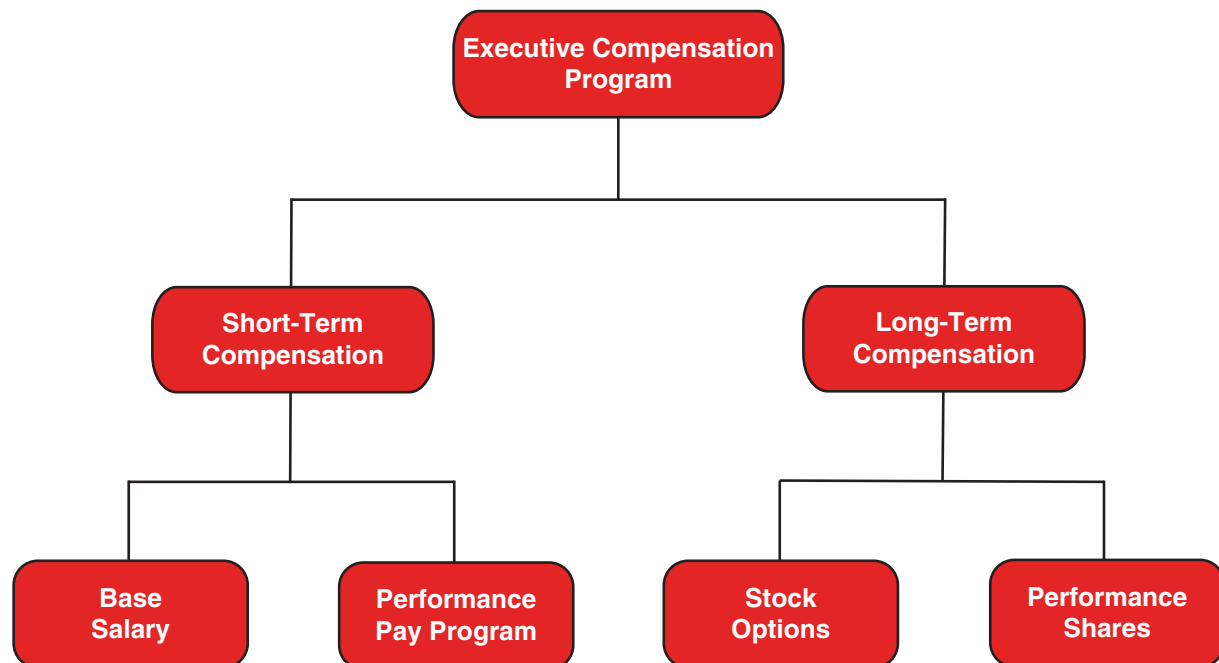 Executive Compensation
Program
Short-Term
Compensation
Long-Term
Compensation
Base
Salary
Performance
Pay Program
Stock
Options
Performance
Shares